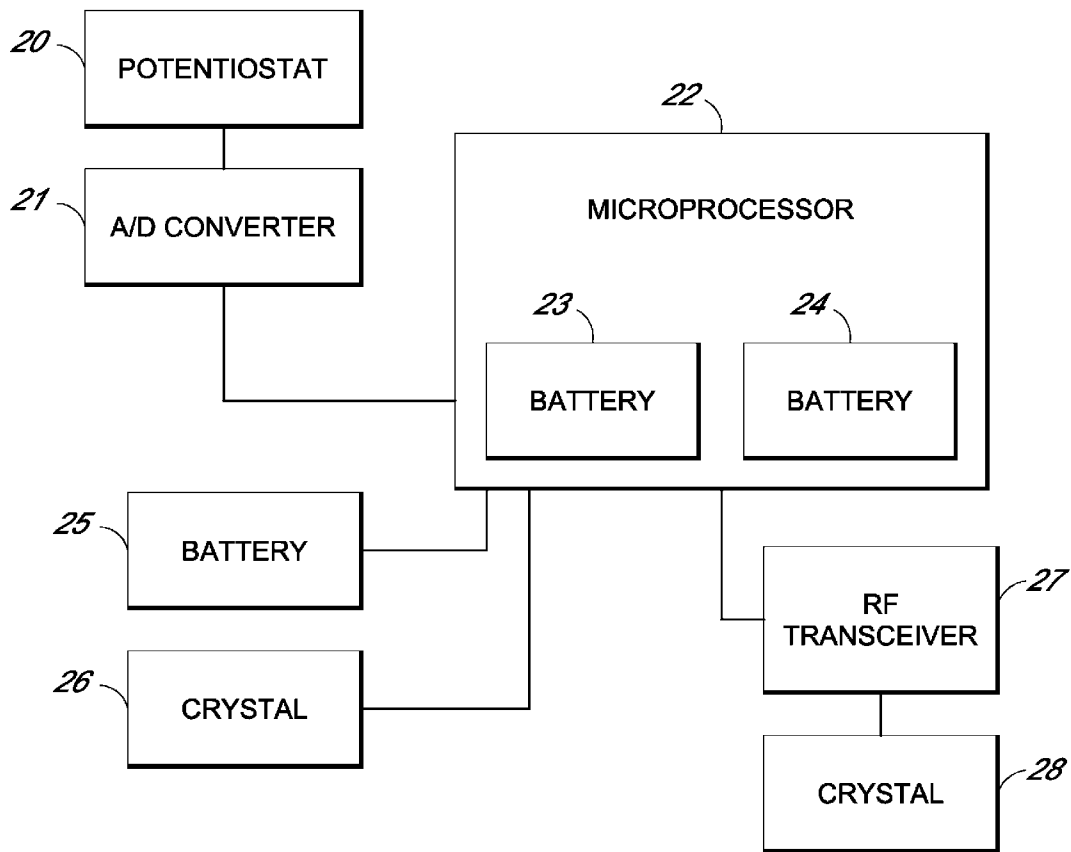 20
POTENTIOSTAT
21
A/D CONVERTER
22
MICROPROCESSOR
23
BATTERY
24
BATTERY
25
BATTERY
26
CRYSTAL
27
RF
TRANSCEIVER
28
CRYSTAL